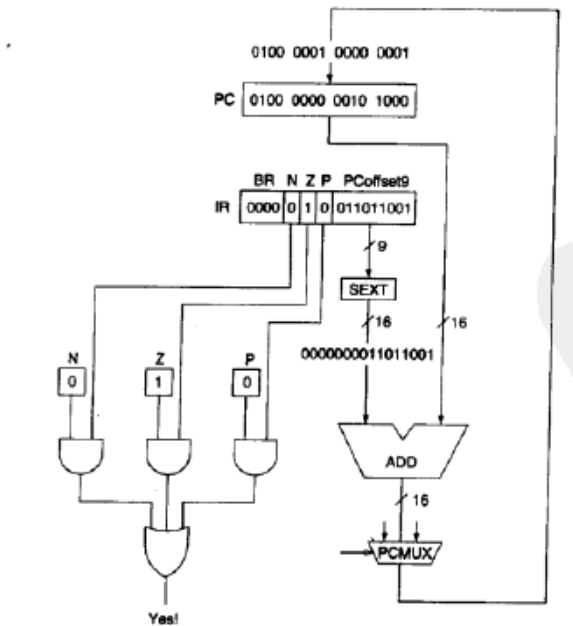 0100 0001 0000 0001
PC 0100 0000 0010 1000
BR N Z P PCoffset9
IR 0000 0 1 0 011011001
9
SEXT
16 16
0000000011011001
N Z P
0 1 0
ADD
16
PCMUX
Yes!